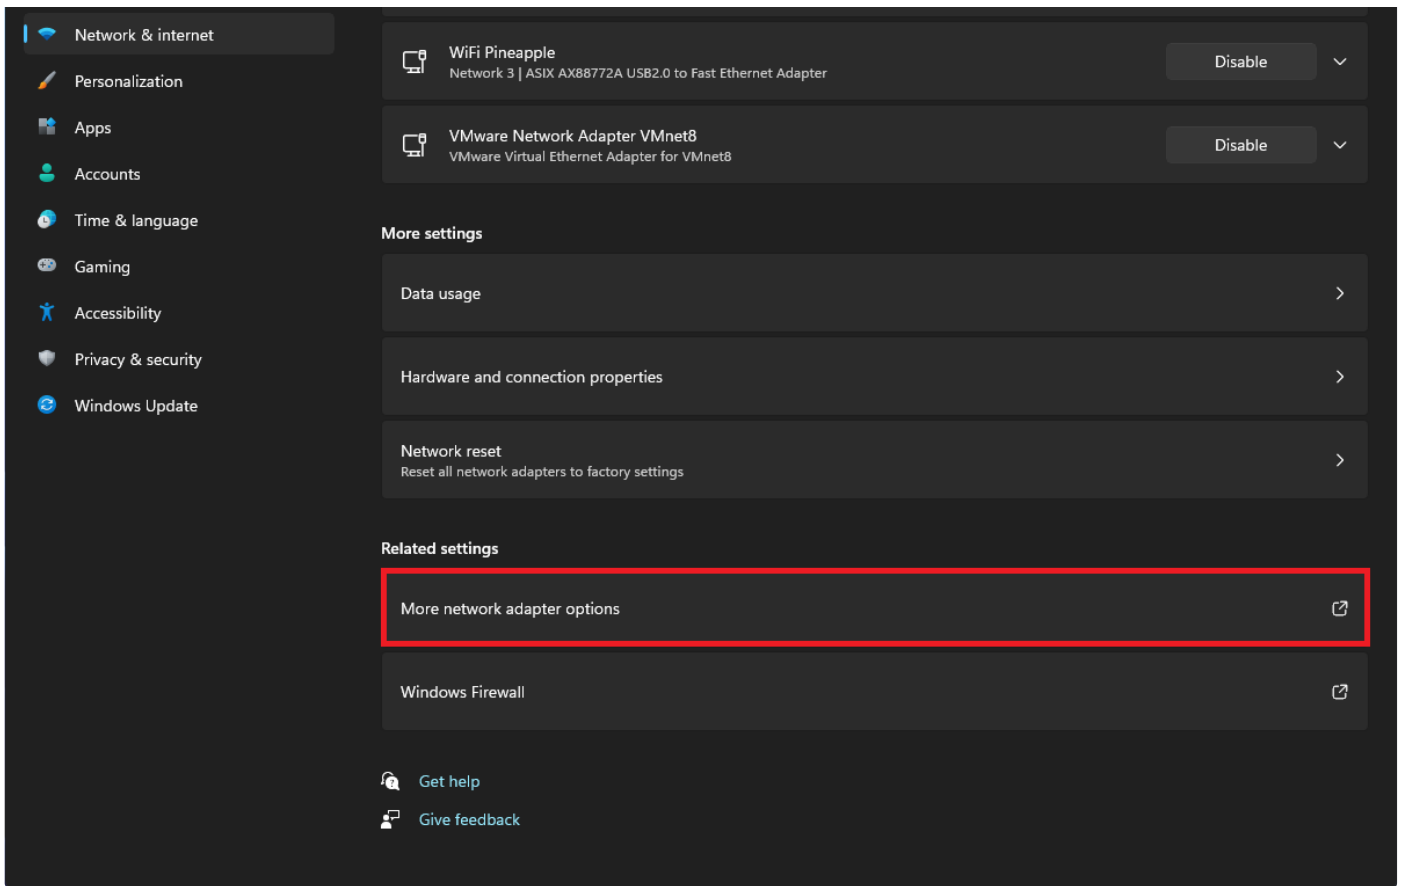 Network & internet
Personalization
Apps
Accounts
Time & language
Gaming
Accessibility
Privacy & security
Windows Update
WiFi Pineapple
Network 3 | ASIX AX88772A USB2.0 to Fast Ethernet Adapter
Disable
VMware Network Adapter VMnet8
VMware Virtual Ethernet Adapter for VMnet8
Disable
More settings
Data usage
Hardware and connection properties
Network reset
Reset all network adapters to factory settings
Related settings
More network adapter options
Windows Firewall
Get help
Give feedback